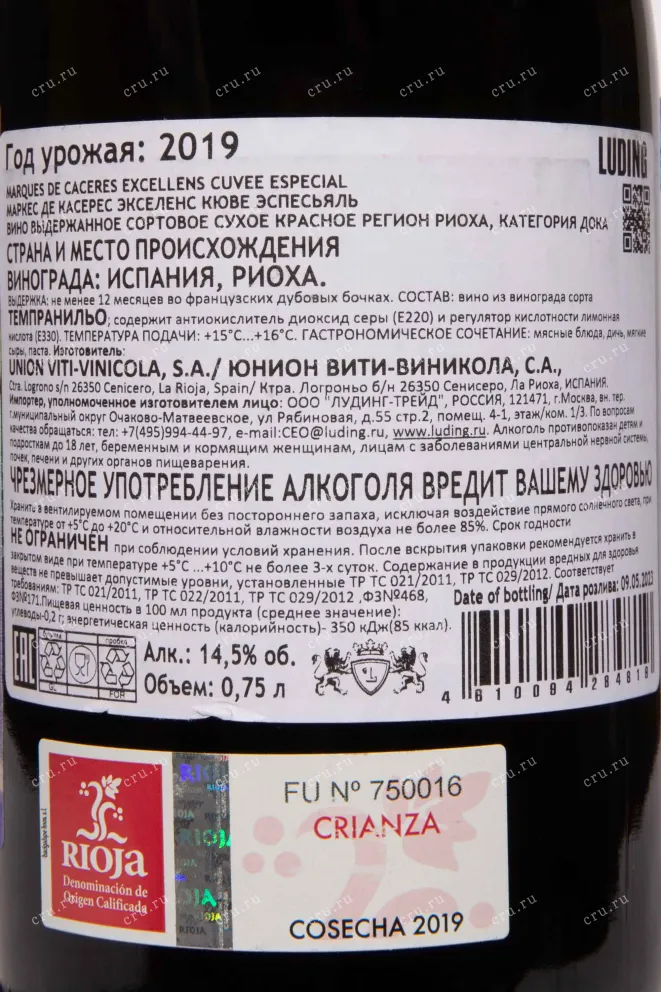 Год урожая: 2019
LUDING
MARQUES DE CACERES EXCELLENS CUVEE ESPECIAL
МАРКЕС ДЕ КАСЕРЕС ЭКСЕЛЕНС КЮВЕ ЭСПЕСЬЯЛЬ
ВИНО ВЫДЕРЖАННОЕ СОРТОВОЕ СУХОЕ КРАСНОЕ РЕГИОН РИОХА, КАТЕГОРИЯ ДОКА
СТРАНА И МЕСТО ПРОИСХОЖДЕНИЯ
ВИНОГРАДА: ИСПАНИЯ, РИОХА.
ВЫДЕРЖКА: не менее 12 месяцев во французских дубовых бочках. СОСТАВ: вино из винограда сорта
ТЕМПРАНИЛЬО; содержит антиокислитель диоксид серы (Е220) и регулятор кислотности лимонная
кислота (Е330). ТЕМПЕРАТУРА ПОДАЧИ: +15°С...+16°С. ГАСТРОНОМИЧЕСКОЕ СОЧЕТАНИЕ: мясные блюда, дичь, мягкие
сыры, паста. Изготовитель:
UNION VITI-VINICOLA, S.A./ ЮНИОН ВИТИ-ВИНИКОЛА, С.А.,
Ctra. Logrono s/n 26350 Cenicero, La Rioja, Spain/ Ктра. Логроньо б/н 26350 Сенисеро, Ла Риоха, ИСПАНИЯ.
Импортер, уполномоченное изготовителем лицо: ООО "ЛУДИНГ-ТРЕЙД", РОССИЯ, 121471, г.Москва, вн. тер.
г.муниципальный округ Очаково-Матвеевское, ул Рябиновая, д.55 стр.2, помещ. 4-1, этаж/ком. 1/3. По вопросам
качества обращаться: тел: +7(495)994-44-97, e-mail:CEO@luding.ru, www.luding.ru. Алкоголь противопоказан детям и
подросткам до 18 лет, беременным и кормящим женщинам, лицам с заболеваниями центральной нервной системы,
почек, печени и других органов пищеварения.
ЧРЕЗМЕРНОЕ УПОТРЕБЛЕНИЕ АЛКОГОЛЯ ВРЕДИТ ВАШЕМУ ЗДОРОВЬЮ
Хранить в вентилируемом помещении без постороннего запаха, исключая воздействие прямого солнечного света, при
температуре от +5°С до +20°С и относительной влажности воздуха не более 85%. Срок годности
НЕ ОГРАНИЧЕН при соблюдении условий хранения. После вскрытия упаковки рекомендуется хранить в
закрытом виде при температуре +5°С ...+10°С не более 3-х суток. Содержание в продукции вредных для здоровья
веществ не превышает допустимые уровни, установленные ТР ТС 021/2011, ТР ТС 029/2012. Соответствует
требованиям: ТР ТС 021/2011, ТР ТС 022/2011, ТР ТС 029/2012 ,ФЗ№468,
ФЗ№171.Пищевая ценность в 100 мл продукта (среднее значение):
углеводы-0,2 г; энергетическая ценность (калорийность)- 350 кДж(85 ккал).
Date of bottling/ Дата розлива: 09.05.2023
EAC
бутылка
пробка
GL
FOR
Алк.: 14,5% об.
Объем: 0,75 л
4 810094 284818
RIOJA
Denominación de
Origen Calificada
RIOJA
FU Nº 750016
CRIANZA
COSECHA 2019
cru.ru